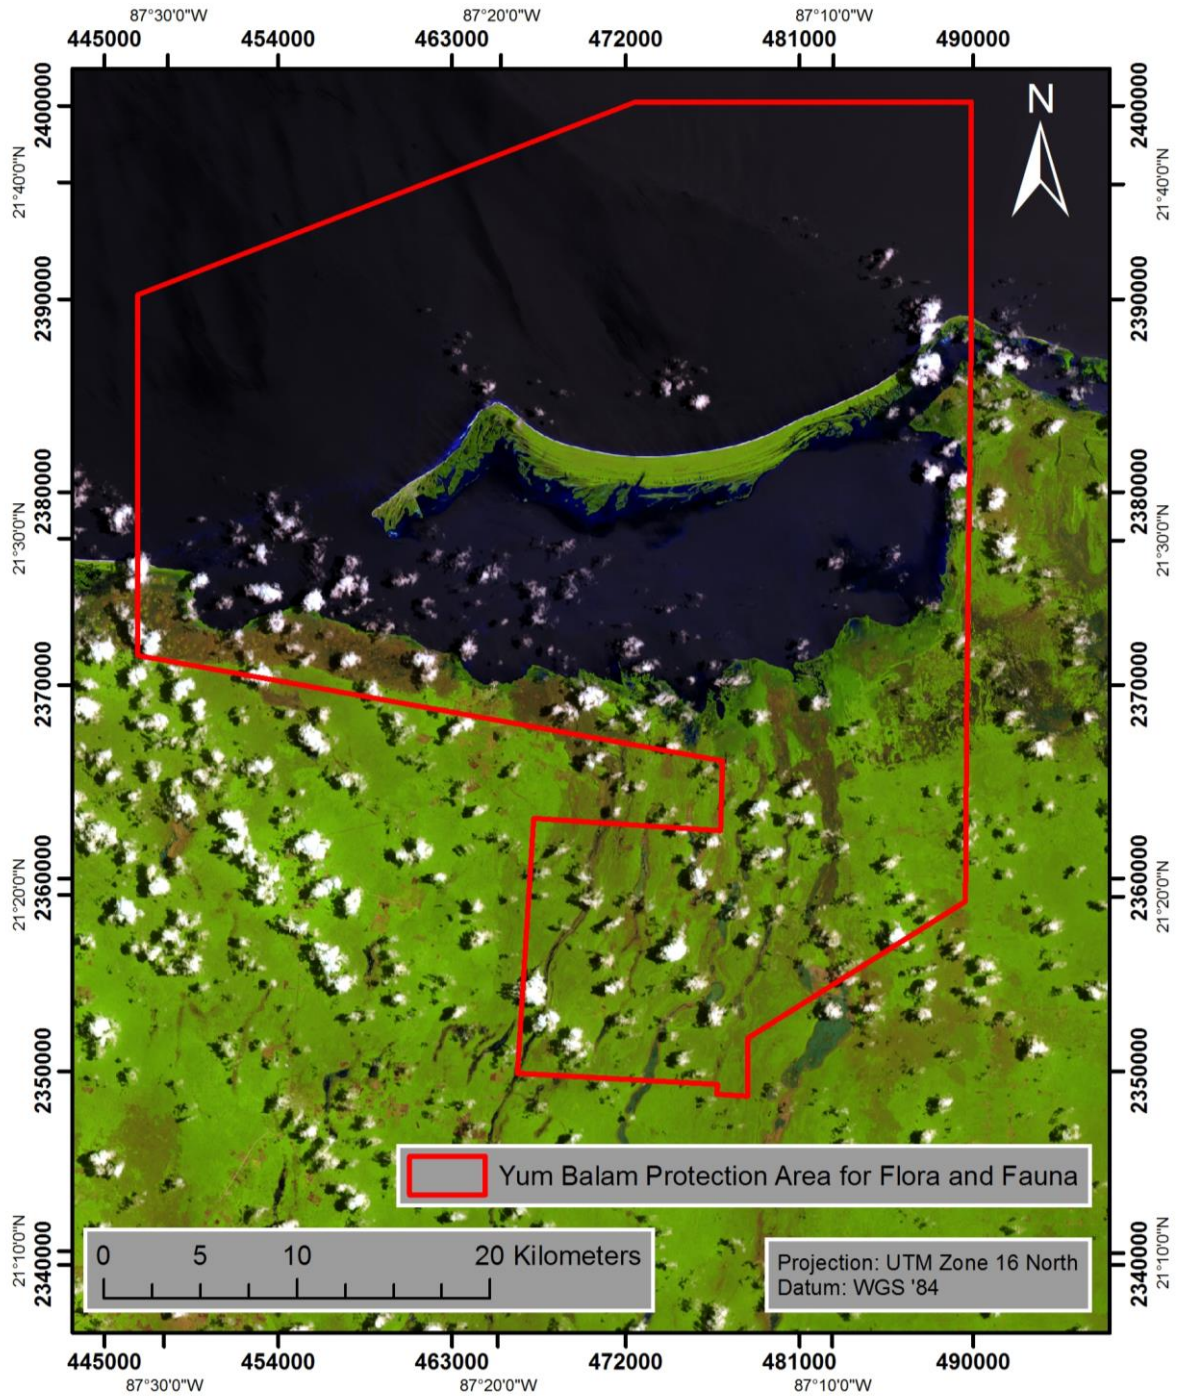 87°30'0"W 87°20'0"W 87°10'0"W
445000 454000 463000 472000 481000 490000
N
2400000 2400000
21°40'0"N 21°40'0"N
2390000 2390000
2380000 2380000
21°30'0"N 21°30'0"N
2370000 2370000
2360000 2360000
21°20'0"N 21°20'0"N
2350000 2350000
Yum Balam Protection Area for Flora and Fauna
0 5 10 20 Kilometers
Projection: UTM Zone 16 North
Datum: WGS '84
21°10'0"N 21°10'0"N
2340000 2340000
445000 454000 463000 472000 481000 490000
87°30'0"W 87°20'0"W 87°10'0"W